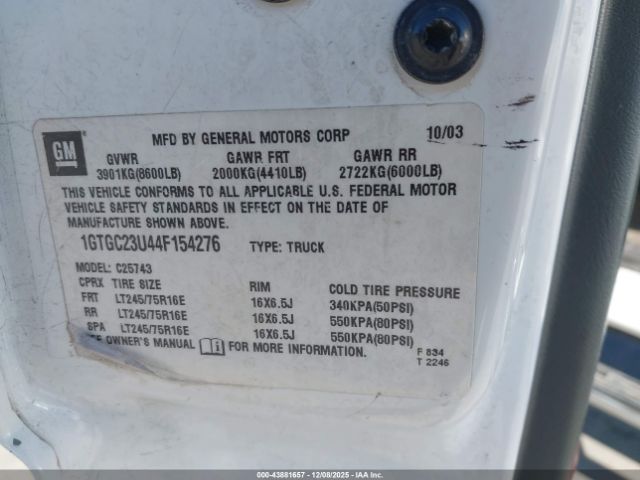 GM
MFD BY GENERAL MOTORS CORP 10/03
GVWR GAWR FRT GAWR RR
3901KG(8600LB) 2000KG(4410LB) 2722KG(6000LB)
THIS VEHICLE CONFORMS TO ALL APPLICABLE U.S. FEDERAL MOTOR
VEHICLE SAFETY STANDARDS IN EFFECT ON THE DATE OF
MANUFACTURE SHOWN ABOVE.
1GTGC23U44F154276 TYPE: TRUCK
MODEL: C25743
CPRX TIRE SIZE RIM COLD TIRE PRESSURE
FRT LT245/75R16E 16X6.5J 340KPA(50PSI)
RR LT245/75R16E 16X6.5J 550KPA(80PSI)
SPA LT245/75R16E 16X6.5J 550KPA(80PSI)
OWNER'S MANUAL FOR MORE INFORMATION.
F 834
T 2246
COPART 43881657 - 12/08/2025 - IAAI